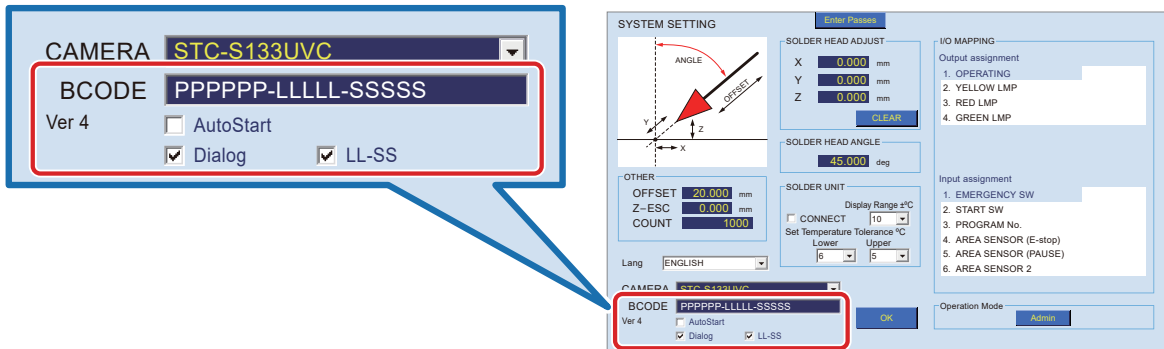 CAMERA STC-S133UVC
BCODE PPPPPP-LLLLL-SSSSS
Ver 4 AutoStart
Dialog LL-SS
SYSTEM SETTING
Enter Passes
ANGLE
OFFSET
Y
Z
X
SOLDER HEAD ADJUST
X 0.000 mm
Y 0.000 mm
Z 0.000 mm
CLEAR
SOLDER HEAD ANGLE
45.000 deg
I/O MAPPING
Output assignment
1. OPERATING
2. YELLOW LMP
3. RED LMP
4. GREEN LMP
Input assignment
1. EMERGENCY SW
2. START SW
3. PROGRAM No.
4. AREA SENSOR (E-stop)
5. AREA SENSOR (PAUSE)
6. AREA SENSOR 2
OTHER
OFFSET 20.000 mm
Z-ESC 0.000 mm
COUNT 1000
SOLDER UNIT
Display Range ±ºC
CONNECT 10
Set Temperature Tolerance ºC
Lower Upper
6 5
Lang ENGLISH
CAMERA STC-S133UVC
BCODE PPPPPP-LLLLL-SSSSS
Ver 4 AutoStart
Dialog LL-SS
OK
Operation Mode
Admin